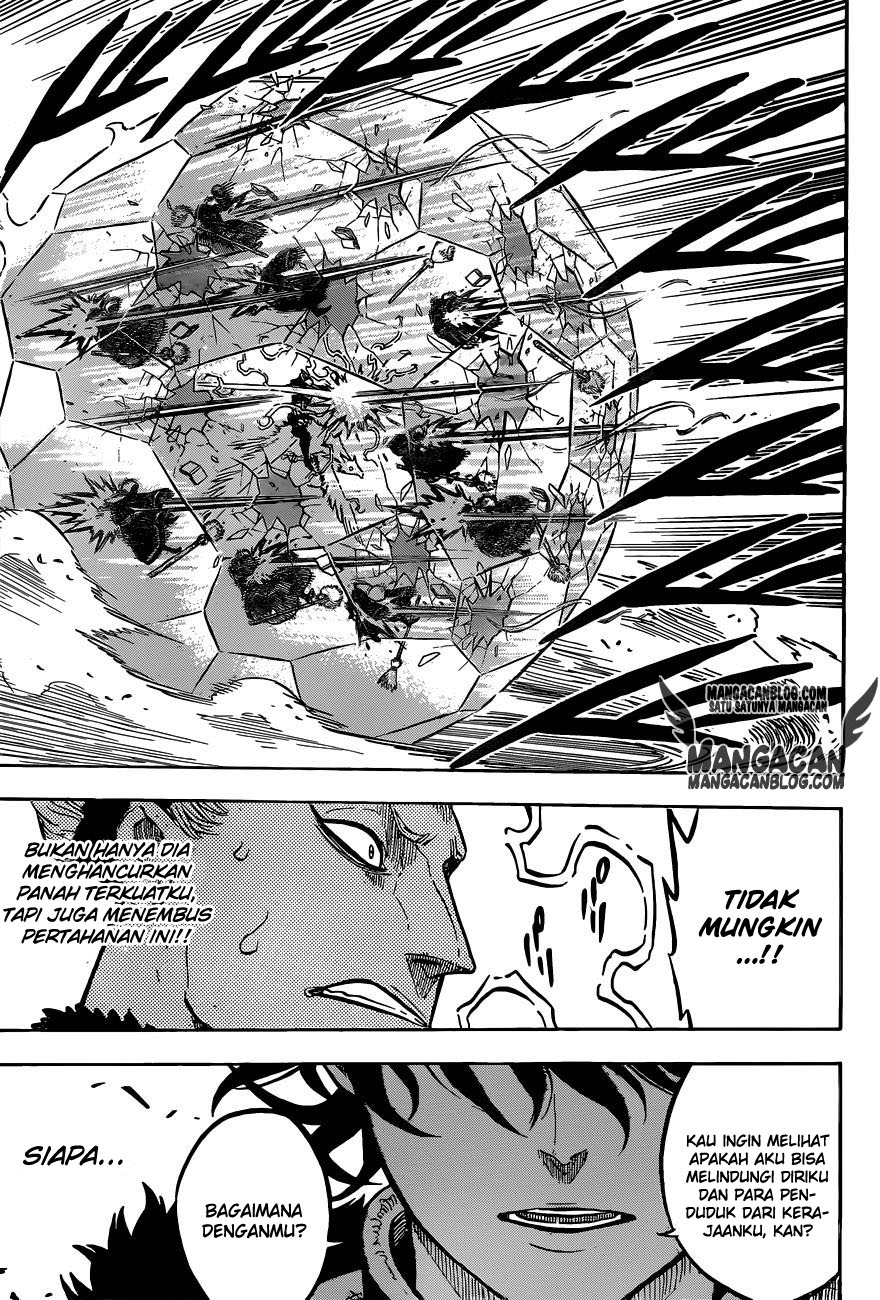 MANGACANBLOG.COM
SATU SATUNYA MANGACAN
MANGACAN
MANGACANBLOG.COM
TIDAK
MUNGKIN
...!!
BUKAN HANYA DIA
MENGHANCURKAN
PANAH TERKUATKU,
TAPI JUGA MENEMBUS
PERTAHANAN INI!!
KAU INGIN MELIHAT
APAKAH AKU BISA
MELINDUNGI DIRIKU
DAN PARA PEN-
DUDUK DARI KERA-
JAANKU, KAN?
BAGAIMANA
DENGANMU?
SIAPA...